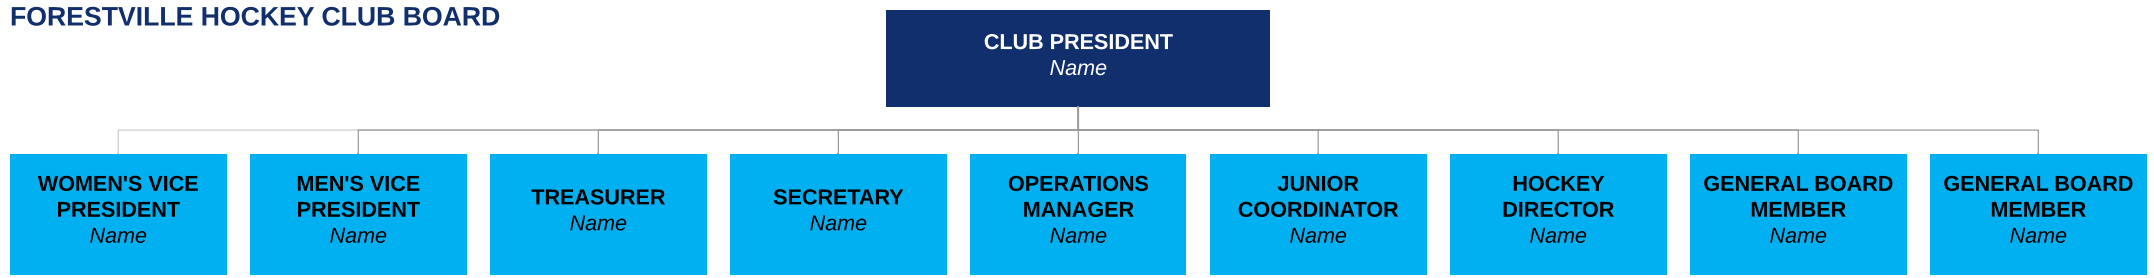 FORESTVILLE HOCKEY CLUB BOARD
CLUB PRESIDENT
Name
WOMEN'S VICE
PRESIDENT
Name
MEN'S VICE
PRESIDENT
Name
TREASURER
Name
SECRETARY
Name
OPERATIONS
MANAGER
Name
JUNIOR
COORDINATOR
Name
HOCKEY
DIRECTOR
Name
GENERAL BOARD
MEMBER
Name
GENERAL BOARD
MEMBER
Name